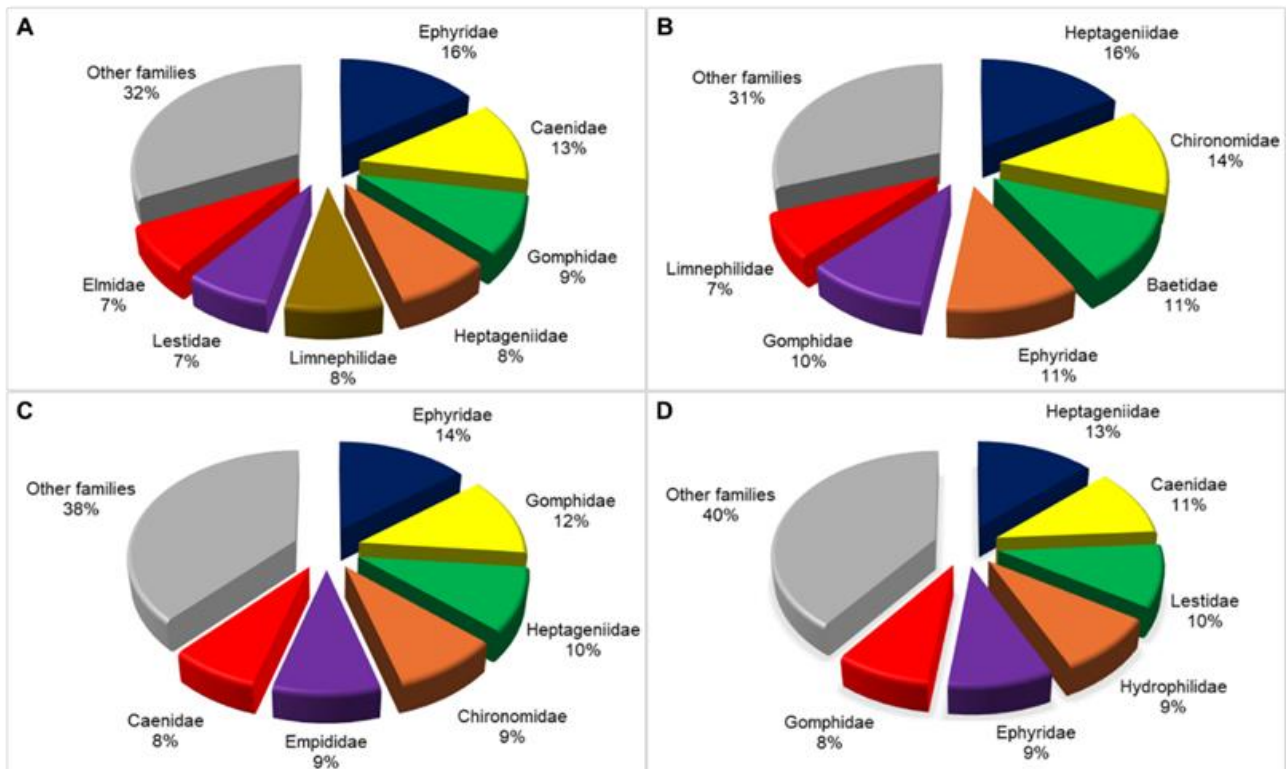 A
Ephyridae
16%
Caenidae
13%
Gomphidae
9%
Heptageniidae
8%
Limnephilidae
8%
Lestidae
7%
Elmidae
7%
Other families
32%
B
Heptageniidae
16%
Chironomidae
14%
Baetidae
11%
Ephyridae
11%
Gomphidae
10%
Limnephilidae
7%
Other families
31%
C
Ephyridae
14%
Gomphidae
12%
Heptageniidae
10%
Chironomidae
9%
Empididae
9%
Caenidae
8%
Other families
38%
D
Heptageniidae
13%
Caenidae
11%
Lestidae
10%
Hydrophilidae
9%
Ephyridae
9%
Gomphidae
8%
Other families
40%